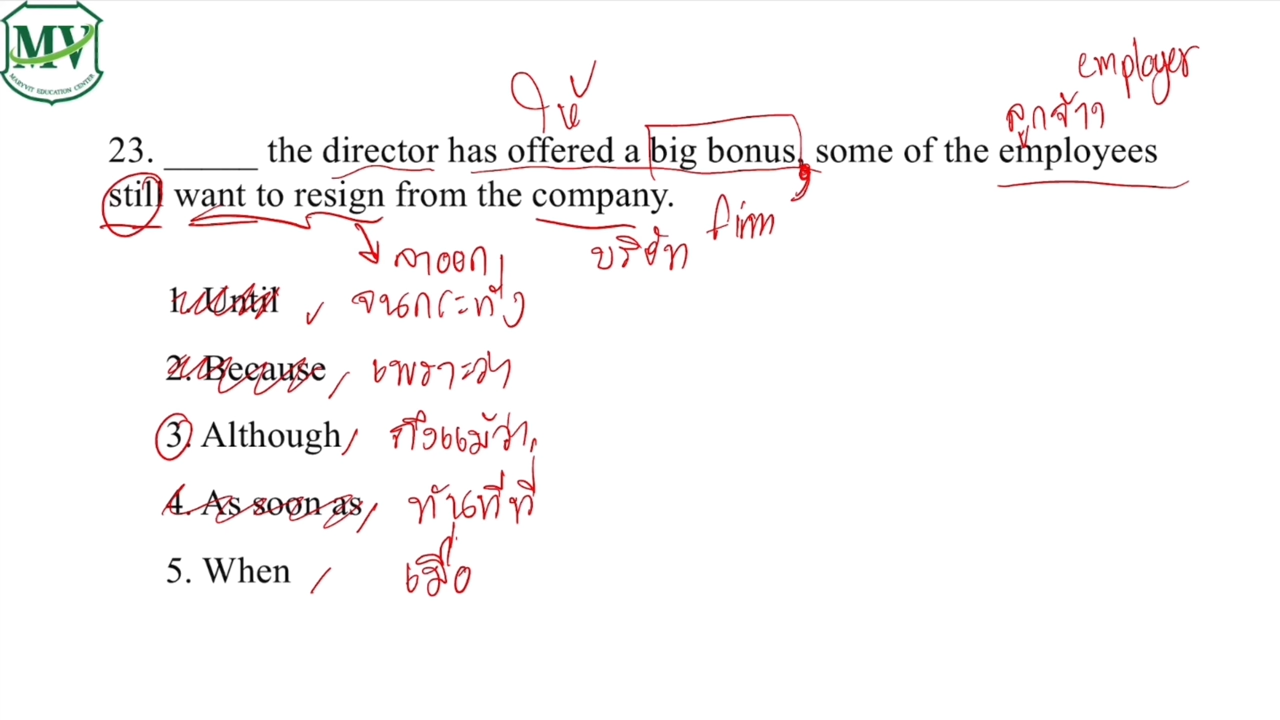 MV
MARYVIT EDUCATION CENTER
employer
ให้
ลูกจ้าง
23. _____ the director has offered a big bonus, some of the employees
still want to resign from the company.
firm
บริษัท
ลาออก
1. Until , จนกระทั่ง
2. Because , เพราะว่า
3. Although , ถึงแม้ว่า
4. As soon as , ทันทีที่
5. When , เมื่อ